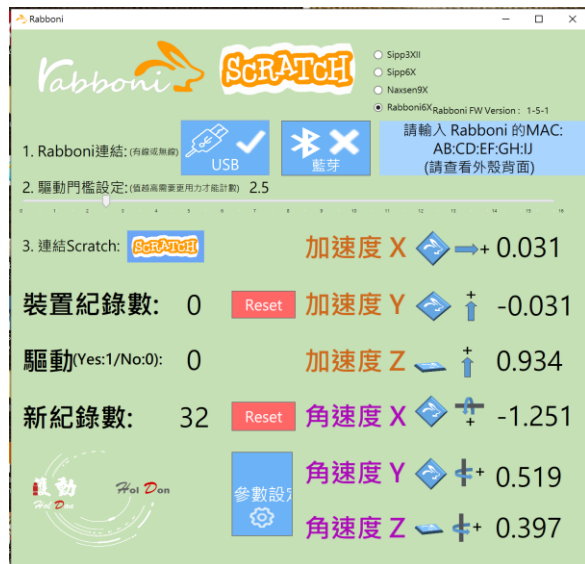 Rabboni
rabboni
SCRATCH
Sipp3XII
Sipp6X
Naxsen9X
Rabboni6X Rabboni FW Version : 1-5-1
1. Rabboni連結: (有線或無線)
USB
藍芽
請輸入 Rabboni 的MAC:
AB:CD:EF:GH:IJ
(請查看外殼背面)
2. 驅動門檻設定: (值越高需要更用力才能計數) 2.5
0 1 2 3 4 5 6 7 8 9 10 11 12 13 14 15 16
3. 連結Scratch: SCRATCH
加速度 X + 0.031
裝置紀錄數: 0 Reset
加速度 Y + -0.031
驅動(Yes:1/No:0): 0
加速度 Z + 0.934
新紀錄數: 32 Reset
角速度 X + -1.251
參數設定
角速度 Y + 0.519
Hol Don
Hol Don
角速度 Z + 0.397